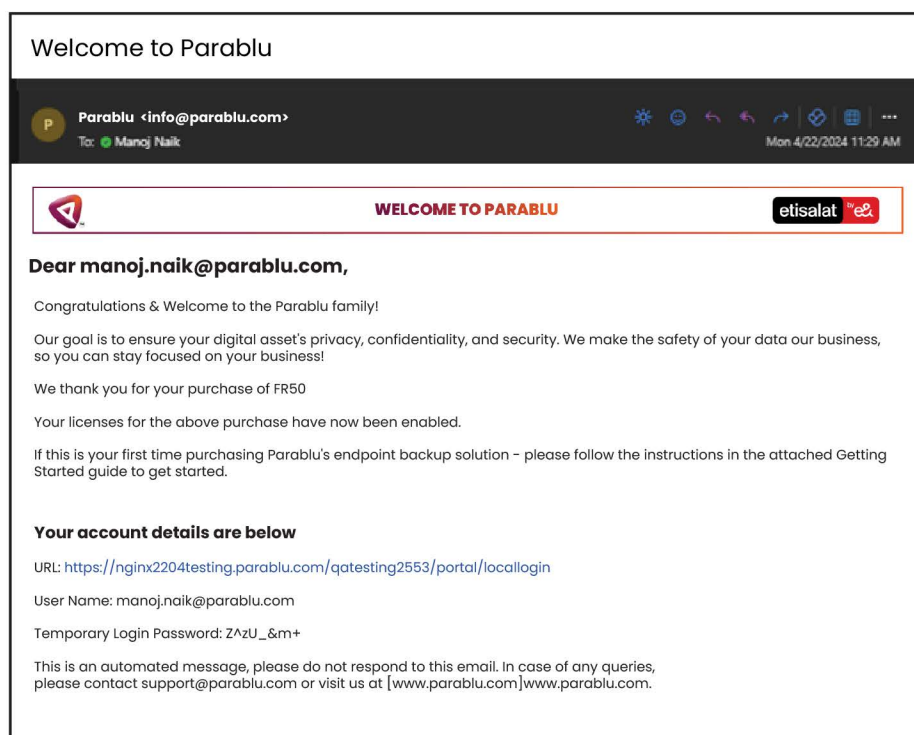 Welcome to Parablu
P
Parablu <info@parablu.com>
To: Manoj Naik
Mon 4/22/2024 11:29 AM
WELCOME TO PARABLU
etisalat by e&
Dear manoj.naik@parablu.com,
Congratulations & Welcome to the Parablu family!
Our goal is to ensure your digital asset's privacy, confidentiality, and security. We make the safety of your data our business,
so you can stay focused on your business!
We thank you for your purchase of FR50
Your licenses for the above purchase have now been enabled.
If this is your first time purchasing Parablu's endpoint backup solution - please follow the instructions in the attached Getting
Started guide to get started.
Your account details are below
URL: https://nginx2204testing.parablu.com/qatesting2553/portal/locallogin
User Name: manoj.naik@parablu.com
Temporary Login Password: Z^zU_&m+
This is an automated message, please do not respond to this email. In case of any queries,
please contact support@parablu.com or visit us at [www.parablu.com]www.parablu.com.